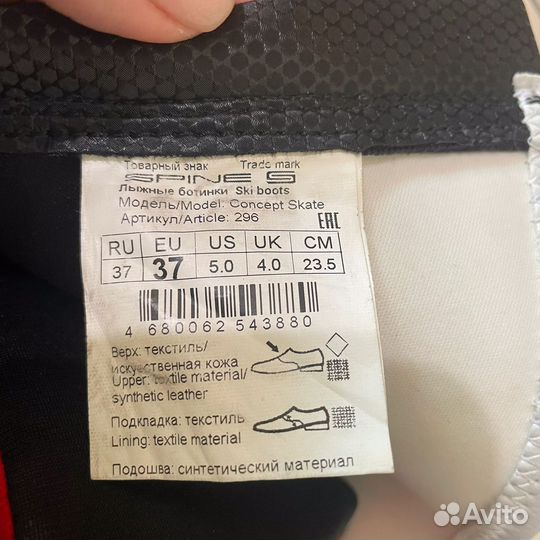 Товарный знак Trade mark
SPINE
Лыжные ботинки Ski boots
Модель/Model: Concept Skate
Артикул/Article: 296 EAC
RU EU US UK CM
37 37 5.0 4.0 23.5
4 680062 543880
Верх: текстиль/
искуственная кожа
Upper: textile material/
synthetic leather
Подкладка: текстиль
Lining: textile material
Подошва: синтетический материал
Avito